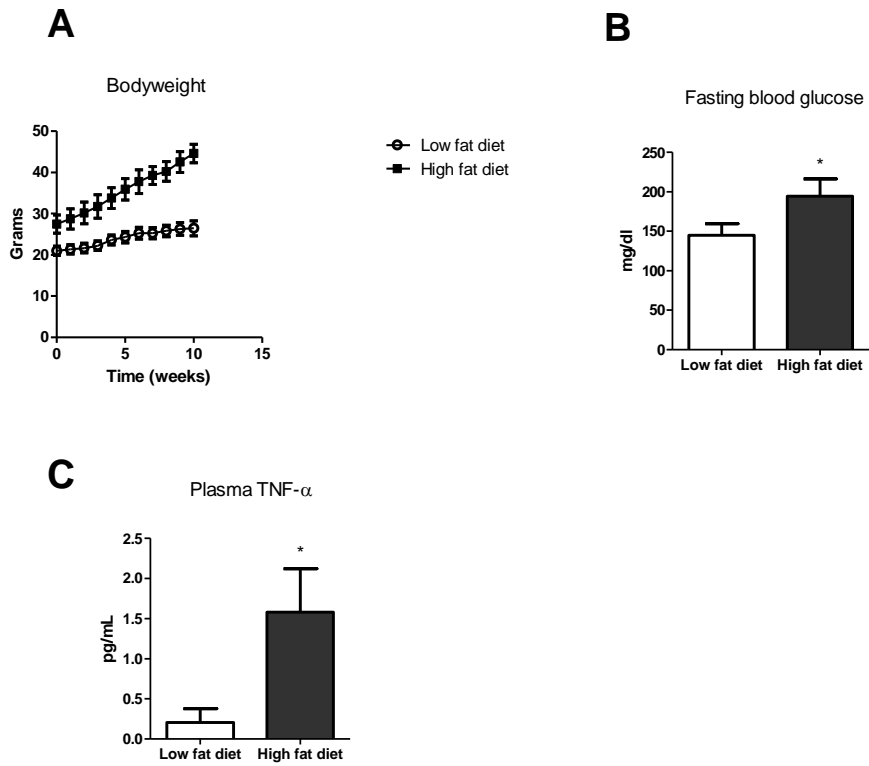 A
Bodyweight
50
40
30
20
10
0
Grams
0 5 10 15
Time (weeks)
Low fat diet
High fat diet
B
Fasting blood glucose
*
250
200
150
100
50
0
mg/dl
Low fat diet High fat diet
C
Plasma TNF-α
*
2.5
2.0
1.5
1.0
0.5
0.0
pg/mL
Low fat diet High fat diet